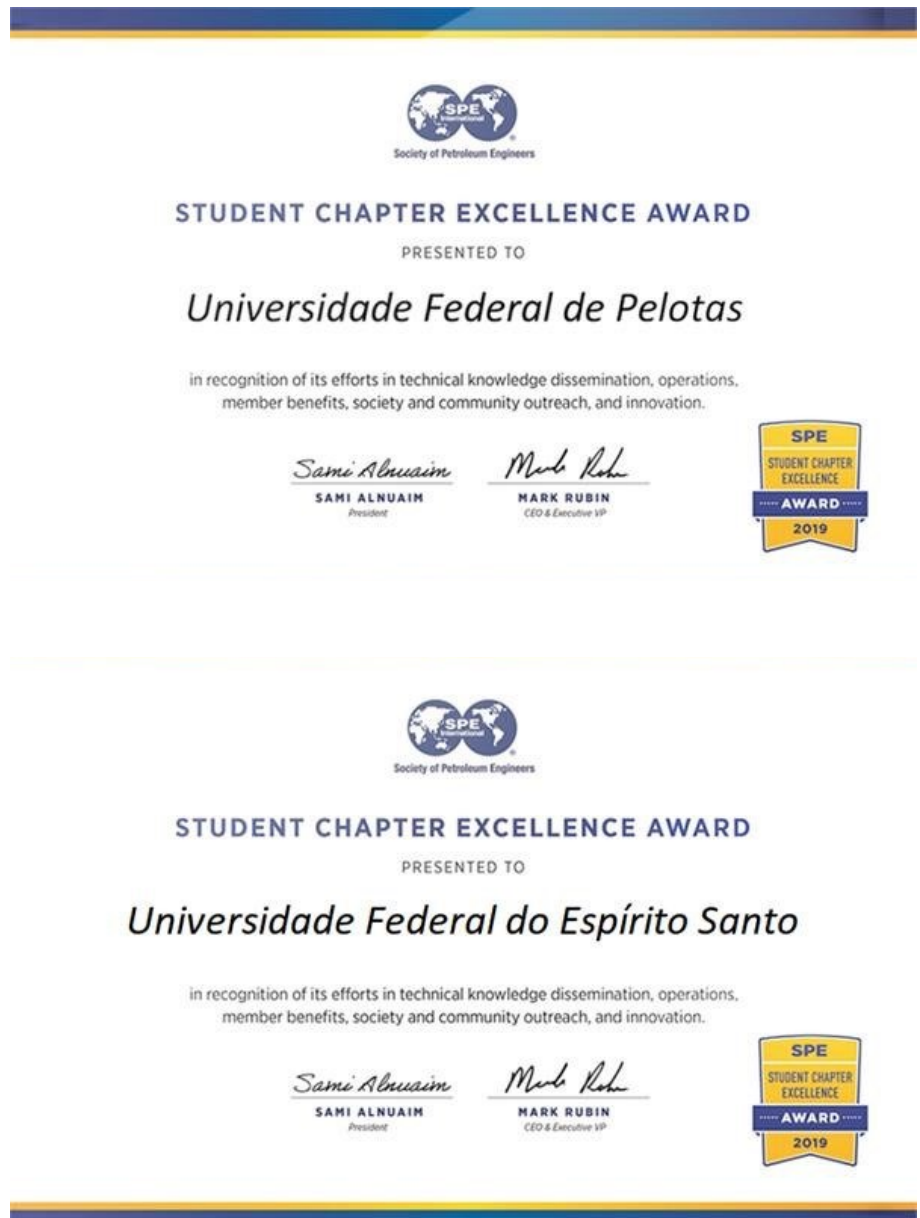 SPE
International
Society of Petroleum Engineers
STUDENT CHAPTER EXCELLENCE AWARD
PRESENTED TO
Universidade Federal de Pelotas
in recognition of its efforts in technical knowledge dissemination, operations,
member benefits, society and community outreach, and innovation.
Sami Alnuaim
Mark Rubin
SAMI ALNUAIM
President
MARK RUBIN
CEO & Executive VP
SPE
STUDENT CHAPTER
EXCELLENCE
AWARD
2019
SPE
International
Society of Petroleum Engineers
STUDENT CHAPTER EXCELLENCE AWARD
PRESENTED TO
Universidade Federal do Espírito Santo
in recognition of its efforts in technical knowledge dissemination, operations,
member benefits, society and community outreach, and innovation.
Sami Alnuaim
Mark Rubin
SAMI ALNUAIM
President
MARK RUBIN
CEO & Executive VP
SPE
STUDENT CHAPTER
EXCELLENCE
AWARD
2019